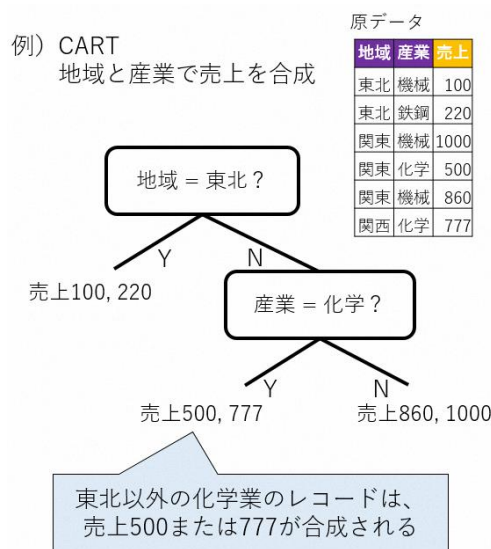 例）CART
地域と産業で売上を合成
原データ
地域 産業 売上
東北 機械 100
東北 鉄鋼 220
関東 機械 1000
関東 化学 500
関東 機械 860
関西 化学 777
地域 = 東北？
Y N
売上100, 220
産業 = 化学？
Y N
売上500, 777 売上860, 1000
東北以外の化学業のレコードは、
売上500または777が合成される